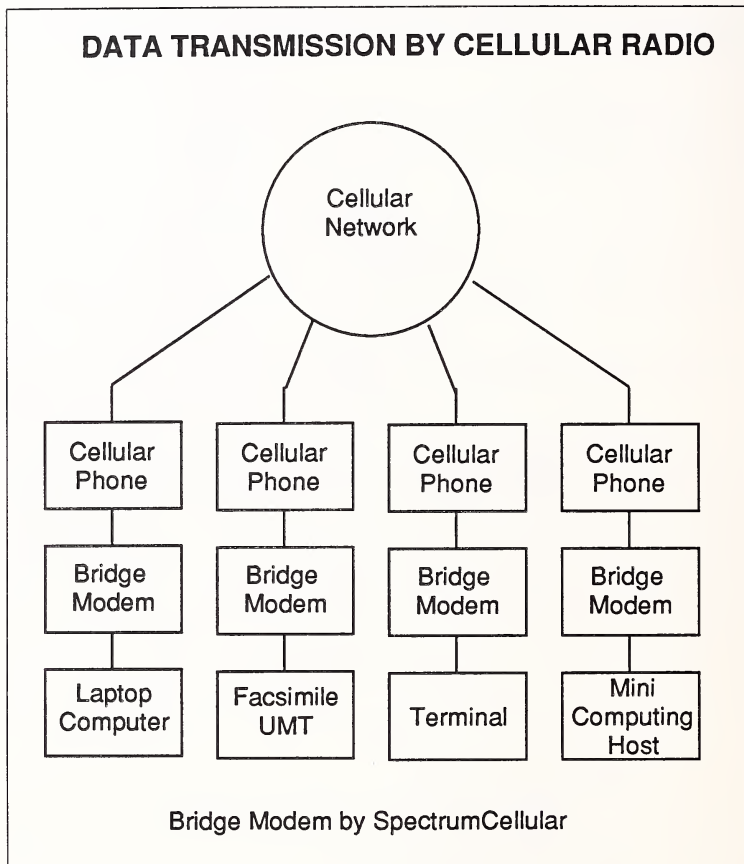 DATA TRANSMISSION BY CELLULAR RADIO
Cellular
Network
Cellular
Phone
Cellular
Phone
Cellular
Phone
Cellular
Phone
Bridge
Modem
Bridge
Modem
Bridge
Modem
Bridge
Modem
Laptop
Computer
Facsimile
UMT
Terminal
Mini
Computing
Host
Bridge Modem by SpectrumCellular